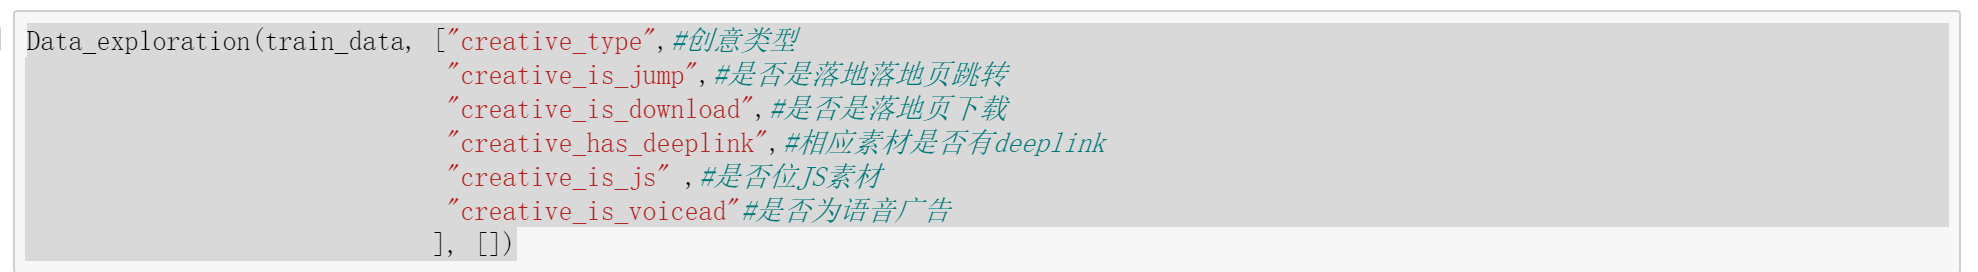 Data_exploration(train_data, ["creative_type",#创意类型
"creative_is_jump",#是否是落地落地页跳转
"creative_is_download",#是否是落地页下载
"creative_has_deeplink",#相应素材是否有deeplink
"creative_is_js" ,#是否位JS素材
"creative_is_voicead"#是否为语音广告
], [])